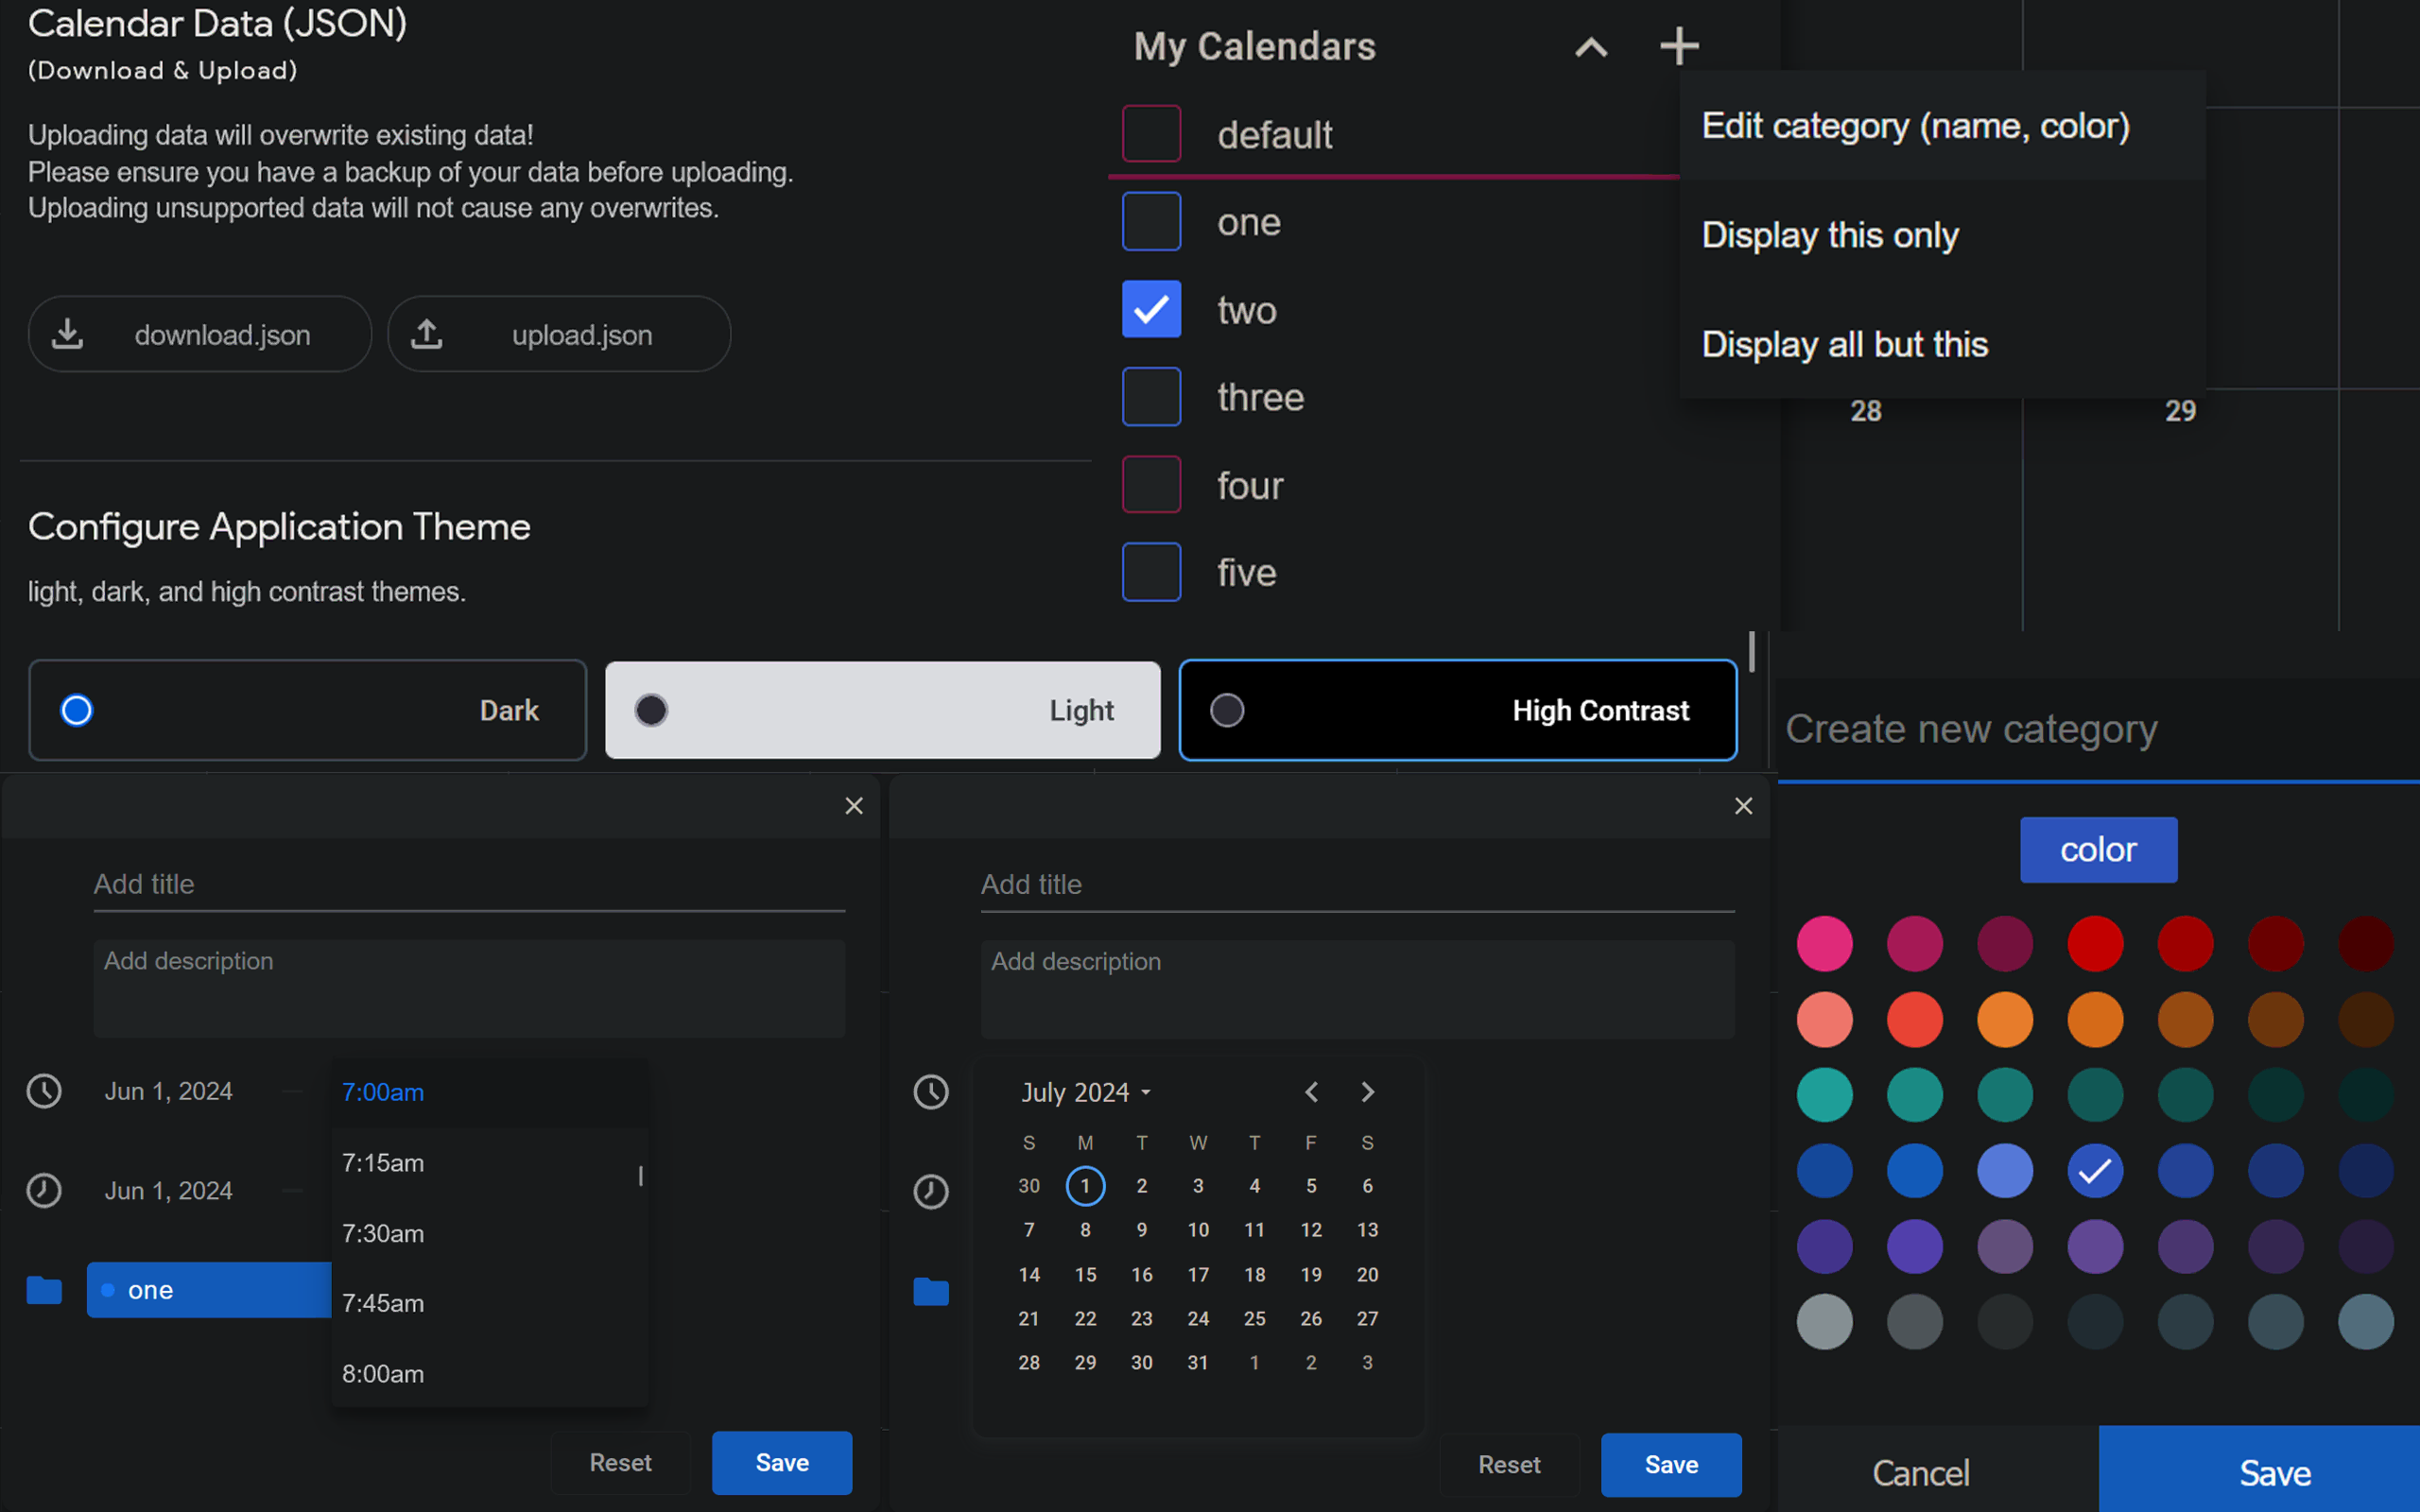 Calendar Data (JSON)
(Download & Upload)
Uploading data will overwrite existing data!
Please ensure you have a backup of your data before uploading.
Uploading unsupported data will not cause any overwrites.
download.json
upload.json
Configure Application Theme
light, dark, and high contrast themes.
Dark
Light
High Contrast
My Calendars
default
one
two
three
four
five
Edit category (name, color)
Display this only
Display all but this
28 29
Add title
Add description
Jun 1, 2024
Jun 1, 2024
one
7:00am
7:15am
7:30am
7:45am
8:00am
Reset
Save
Add title
Add description
July 2024
S M T W T F S
30 1 2 3 4 5 6
7 8 9 10 11 12 13
14 15 16 17 18 19 20
21 22 23 24 25 26 27
28 29 30 31 1 2 3
Reset
Save
Create new category
color
Cancel
Save